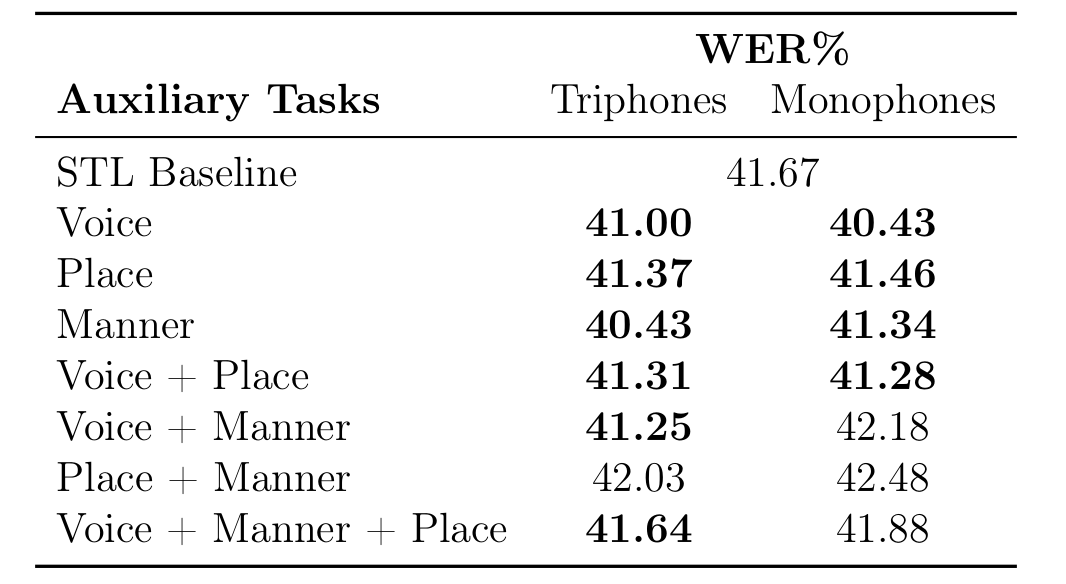 WER%
Auxiliary Tasks Triphones Monophones
STL Baseline 41.67
Voice 41.00 40.43
Place 41.37 41.46
Manner 40.43 41.34
Voice + Place 41.31 41.28
Voice + Manner 41.25 42.18
Place + Manner 42.03 42.48
Voice + Manner + Place 41.64 41.88